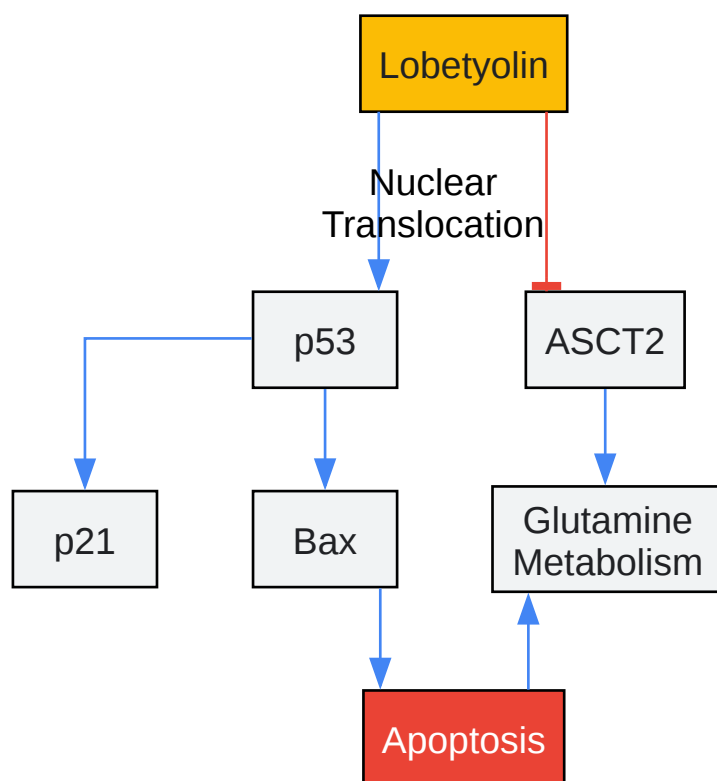 Lobetyolin
Nuclear
Translocation
p53
ASCT2
p21
Bax
Glutamine
Metabolism
Apoptosis